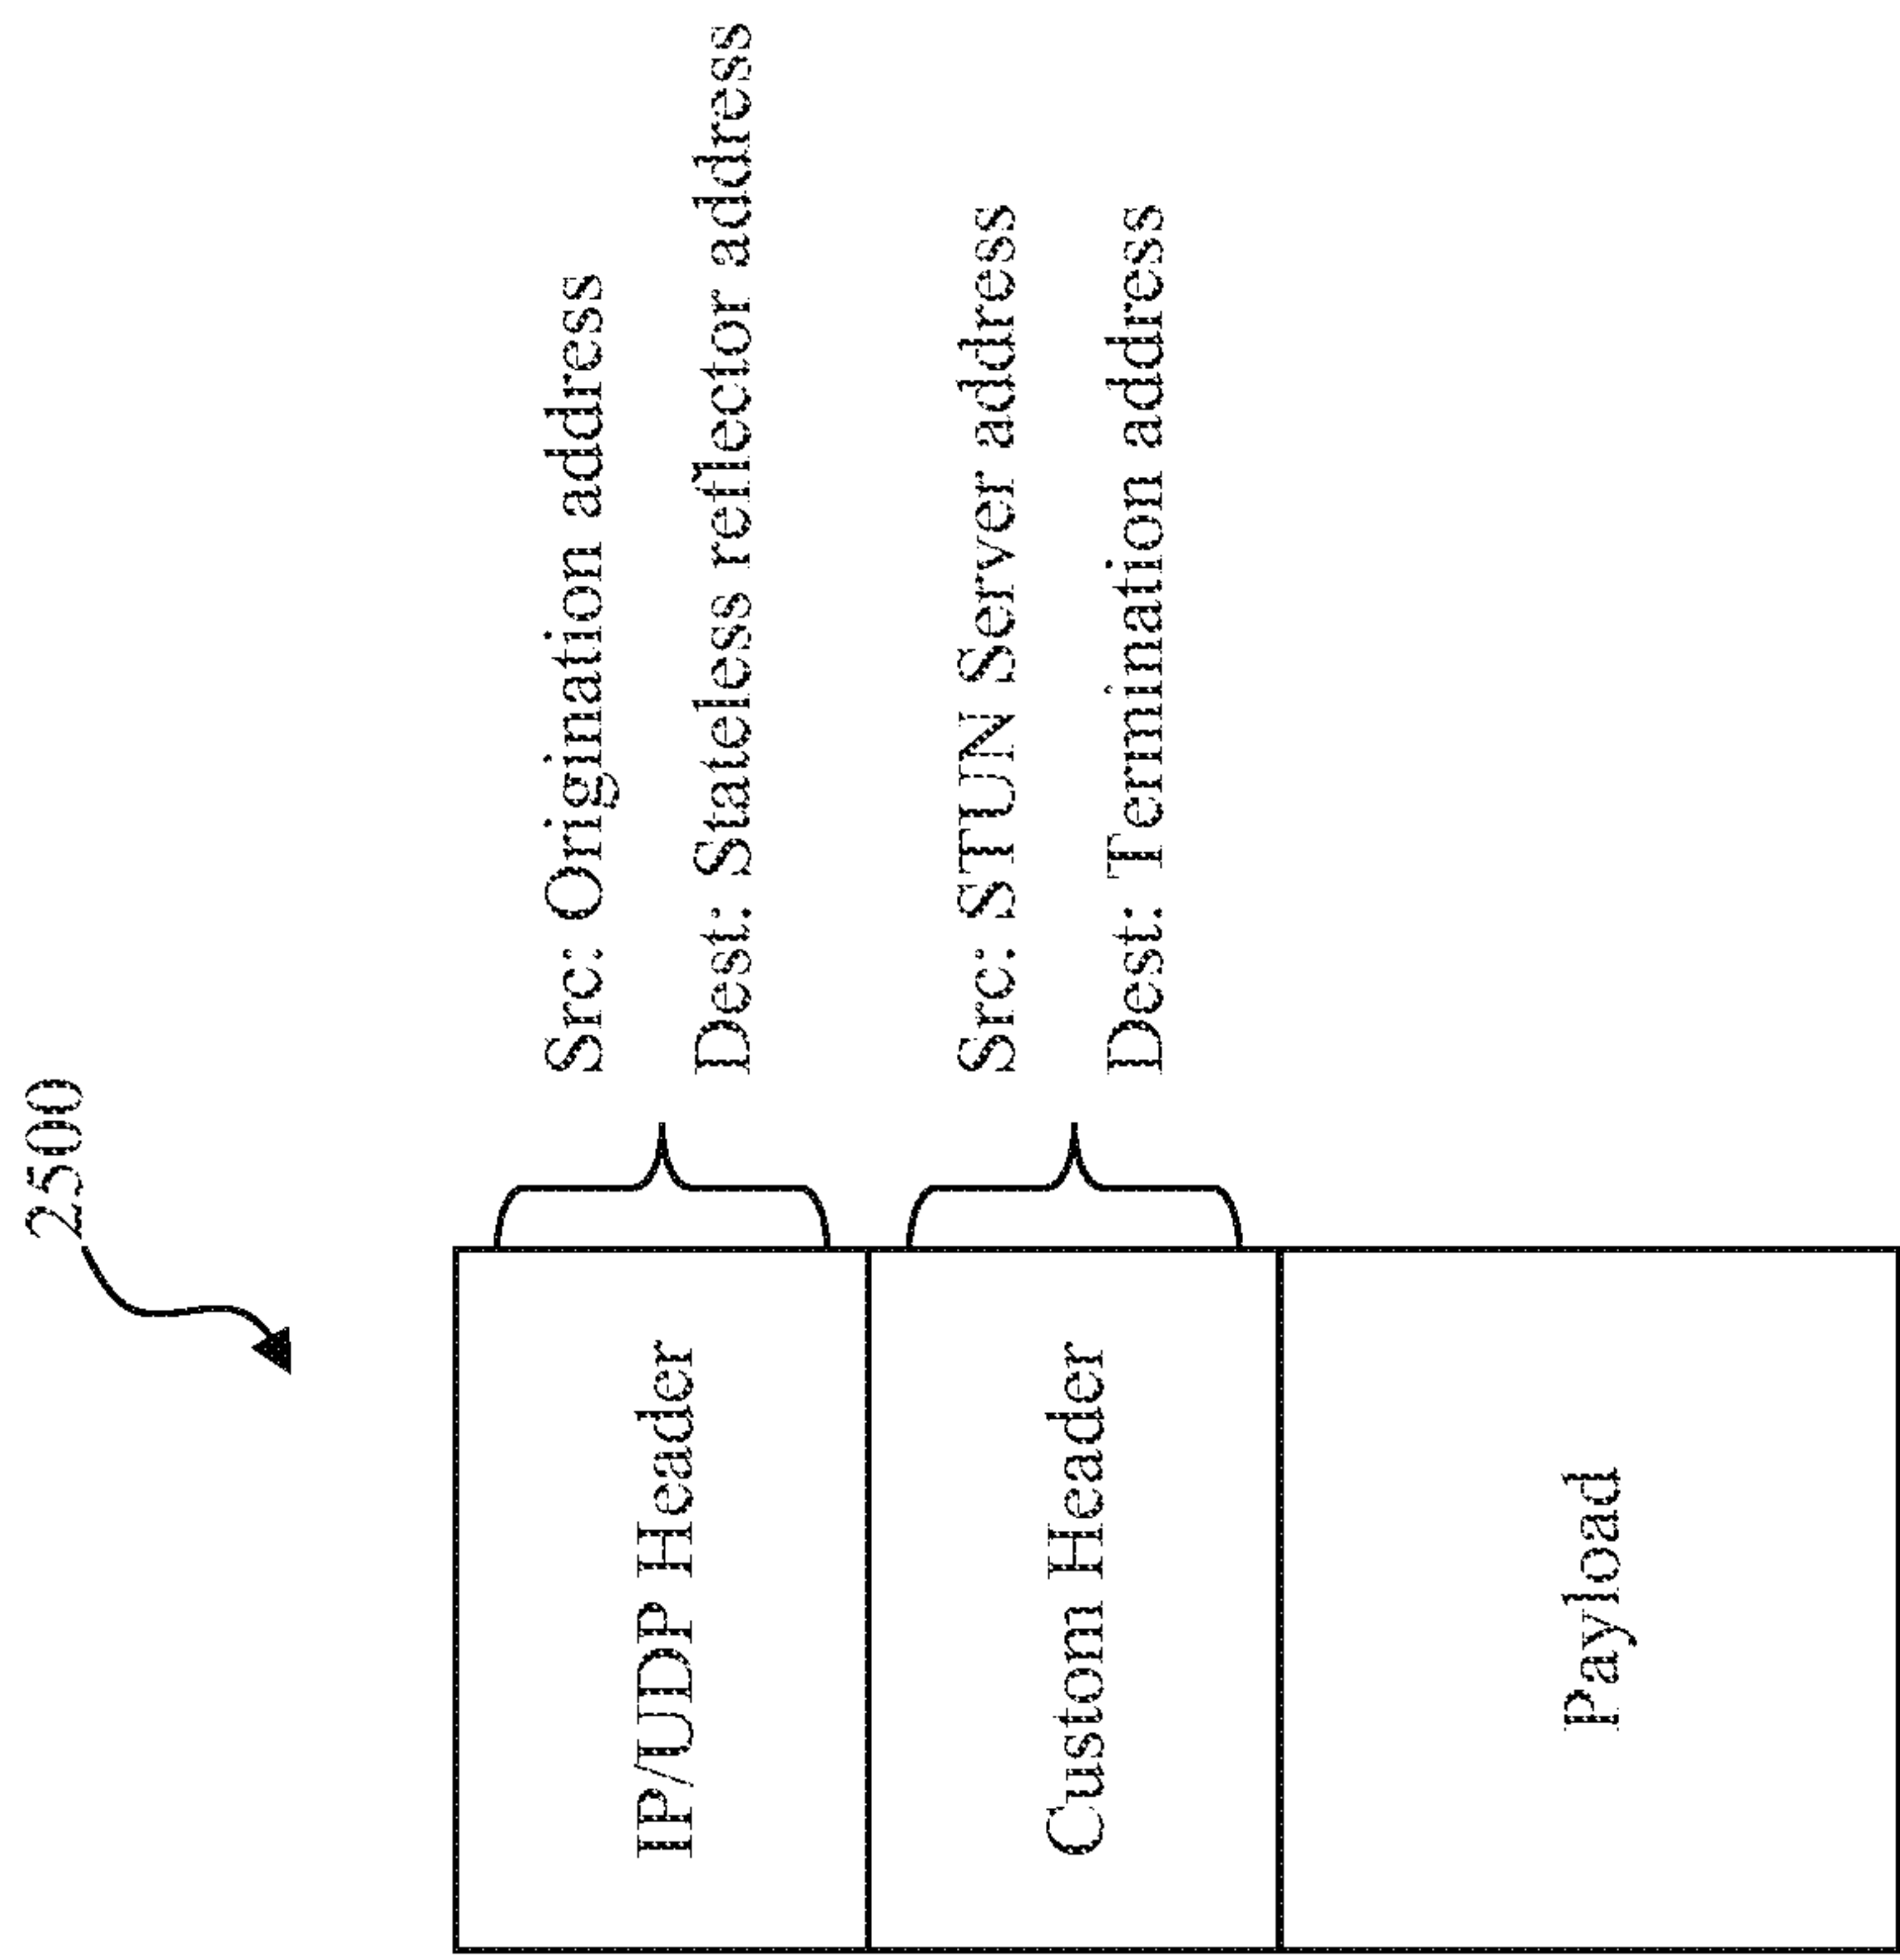 2500
IP/UDP Header
Src: Origination address
Dest: Stateless reflector address
Custom Header
Src: STUN Server address
Dest: Termination address
Payload